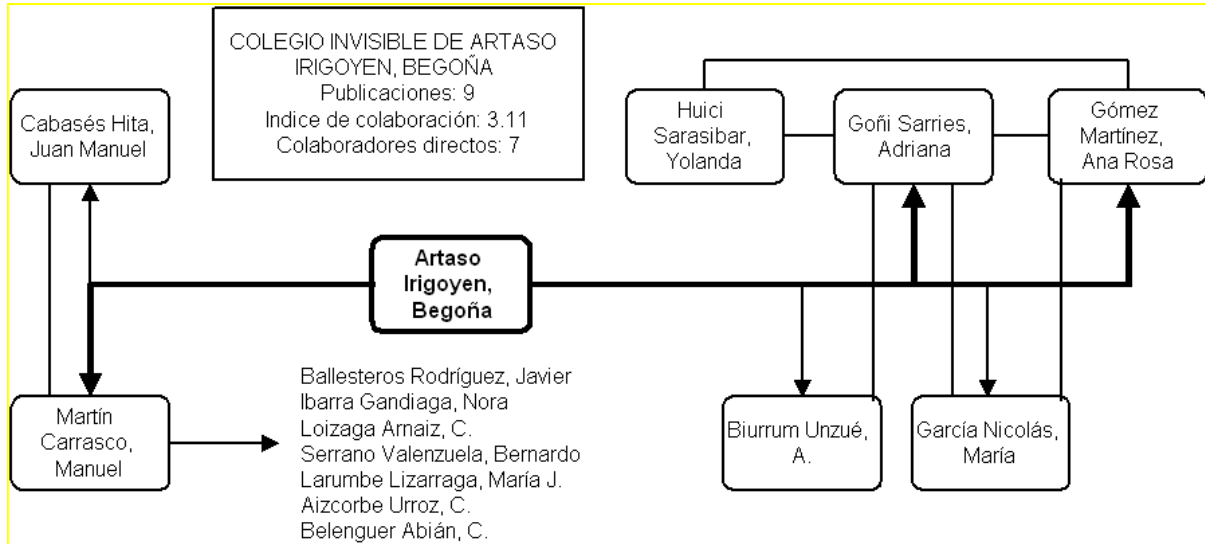 COLEGIO INVISIBLE DE ARTASO
IRIGOYEN, BEGOÑA
Publicaciones: 9
Indice de colaboración: 3.11
Colaboradores directos: 7
Cabasés Hita,
Juan Manuel
Huici
Sarasibar,
Yolanda
Goñi Sarries,
Adriana
Gómez
Martínez,
Ana Rosa
Artaso
Irigoyen,
Begoña
Martín
Carrasco,
Manuel
Ballesteros Rodríguez, Javier
Ibarra Gandiaga, Nora
Loizaga Arnaiz, C.
Serrano Valenzuela, Bernardo
Larumbe Lizarraga, María J.
Aizcorbe Urroz, C.
Belenguer Abián, C.
Biurrum Unzué,
A.
García Nicolás,
María